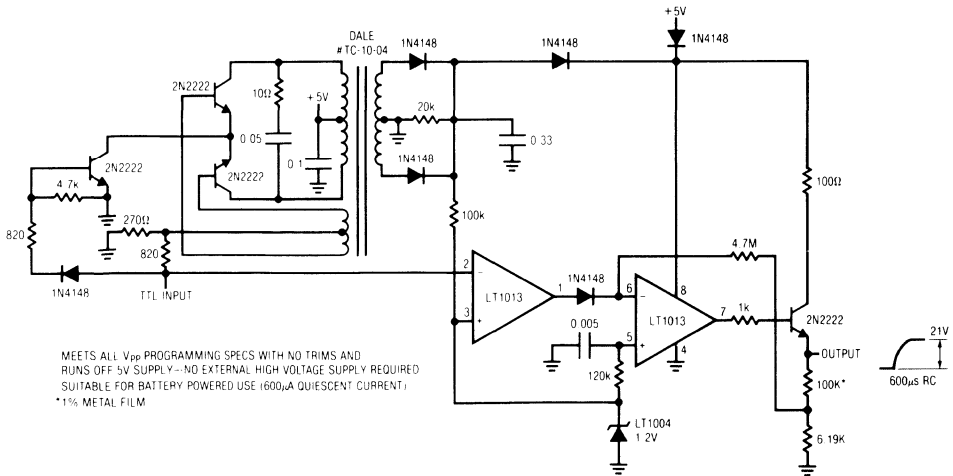 +5V
1N4148
DALE
#TC-10-04
1N4148
1N4148
2N2222
10Ω
+5V
20k
0.05
0.1
0.33
2N2222
2N2222
1N4148
4.7k
100Ω
270Ω
100k
820
820
4.7M
1N4148
TTL INPUT
2
3
LT1013
1
1N4148
6
8
LT1013
7
1k
2N2222
0.005
5
4
OUTPUT
21V
120k
100K*
600µs RC
LT1004
1.2V
6.19K
MEETS ALL Vpp PROGRAMMING SPECS WITH NO TRIMS AND
RUNS OFF 5V SUPPLY–NO EXTERNAL HIGH VOLTAGE SUPPLY REQUIRED
SUITABLE FOR BATTERY POWERED USE (600µA QUIESCENT CURRENT)
*1% METAL FILM